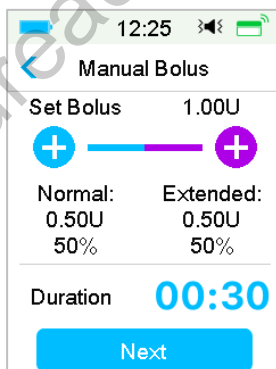 12:25
Manual Bolus
Set Bolus 1.00U
Normal: Extended:
0.50U 0.50U
50% 50%
Duration 00:30
Next